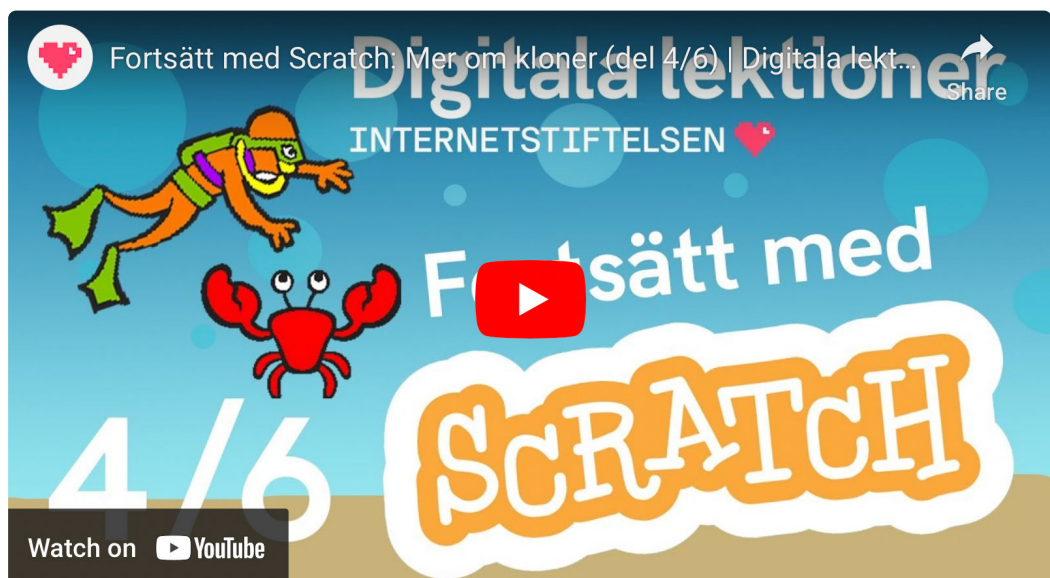 Fortsätt med Scratch: Mer om kloner (del 4/6) | Digitala lekt...
Share
Digitala lektioner
INTERNETSTIFTELSEN
Fortsätt med
SCRATCH
4/6
Watch on YouTube